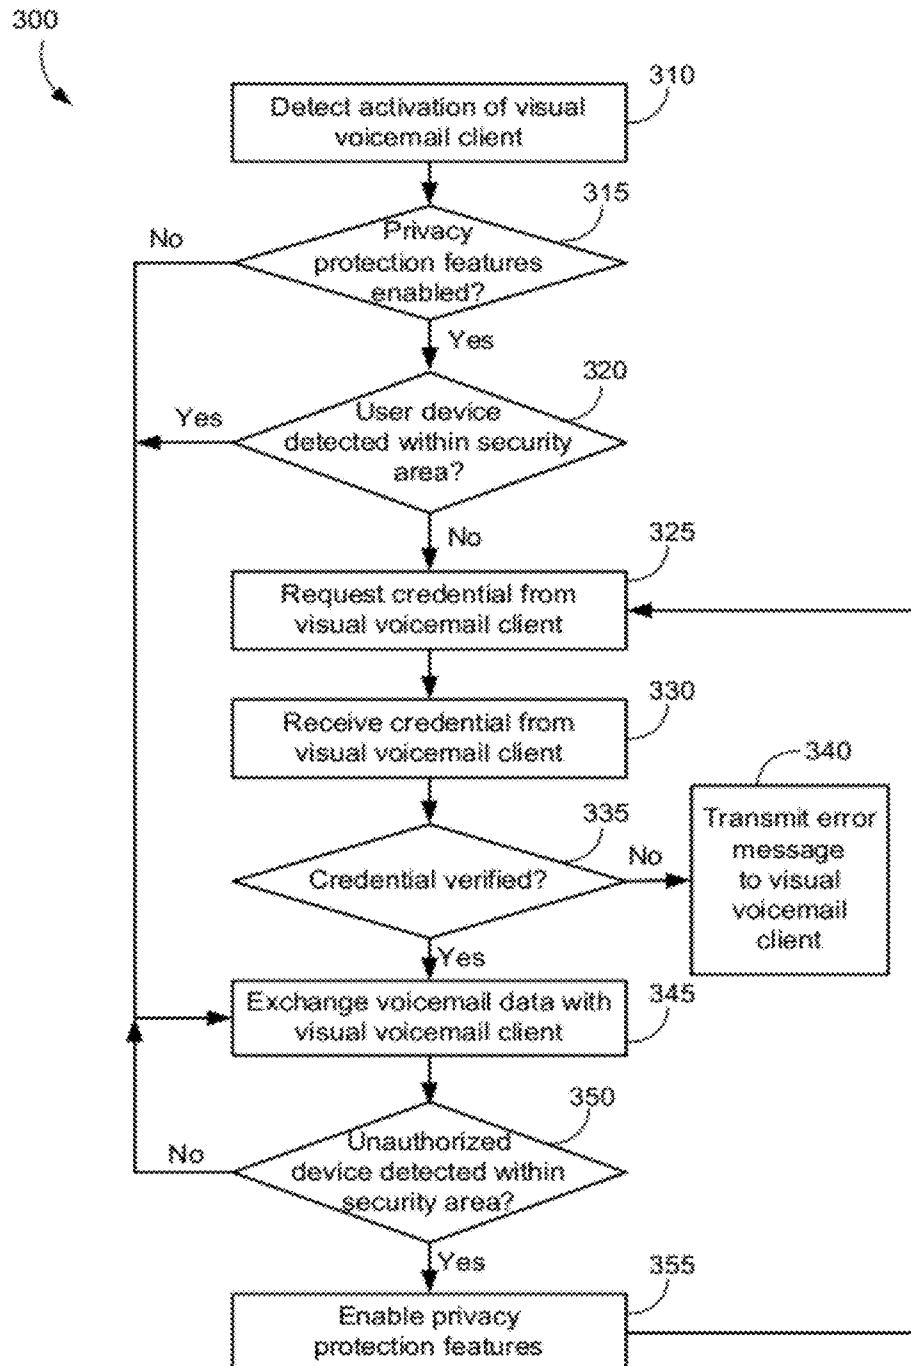 300
310
Detect activation of visual
voicemail client
315
No
Privacy
protection features
enabled?
Yes
320
Yes
User device
detected within security
area?
No
325
Request credential from
visual voicemail client
330
Receive credential from
visual voicemail client
340
335
Transmit error
message
to visual
voicemail
client
No
Credential verified?
Yes
Exchange voicemail data with
visual voicemail client
345
350
Unauthorized
device detected within
security area?
No
Yes
355
Enable privacy
protection features